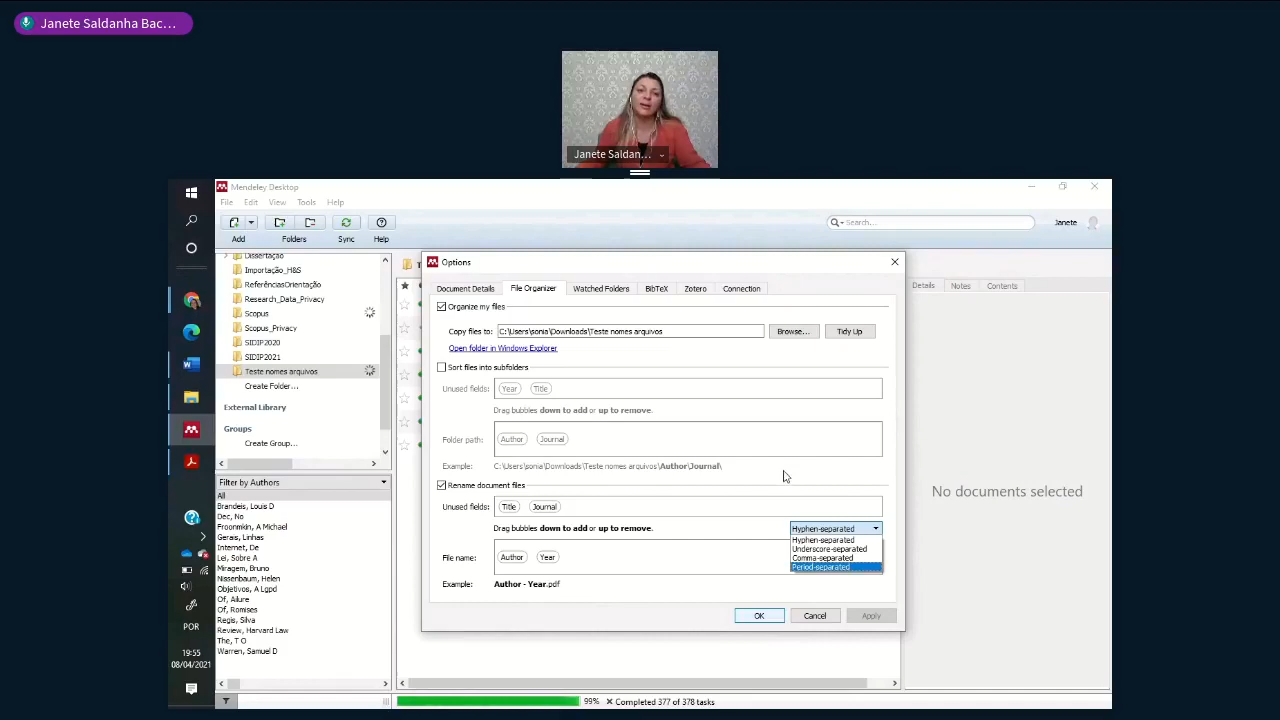 Janete Saldanha Bac...
Janete Saldan...
Mendeley Desktop
File Edit View Tools Help
Search...
Janete
Add Folders Sync Help
Dissertação
Importação_H&S
ReferênciasOrientação
Research_Data_Privacy
Scopus
Scopus_Privacy
SIDIP2020
SIDIP2021
Teste nomes arquivos
Create Folder...
External Library
Groups
Create Group...
Filter by Authors
All
Brandeis, Louis D
Dec, No
Froonmkin, A Michael
Gerais, Linhas
Internet, De
Lei, Sobre A
Miragem, Bruno
Nissenbaum, Helen
Objetivos, A Lgpd
Of, Ailure
Of, Romises
Regis, Silva
Review, Harvard Law
The, T O
Warren, Samuel D
Options
Document Details File Organizer Watched Folders BibTeX Zotero Connection
Organize my files
Copy files to: C:\Users\sonia\Downloads\Teste nomes arquivos Browse... Tidy Up
Open folder in Windows Explorer
Sort files into subfolders
Unused fields: Year Title
Drag bubbles down to add or up to remove.
Folder path: Author Journal
Example: C:\Users\sonia\Downloads\Teste nomes arquivos\Author\Journal\
Rename document files
Unused fields: Title Journal
Drag bubbles down to add or up to remove. Hyphen-separated
Hyphen-separated
Underscore-separated
Comma-separated
Period-separated
File name: Author Year
Example: Author - Year.pdf
OK Cancel Apply
Details Notes Contents
No documents selected
POR
19:55
08/04/2021
99% Completed 377 of 378 tasks